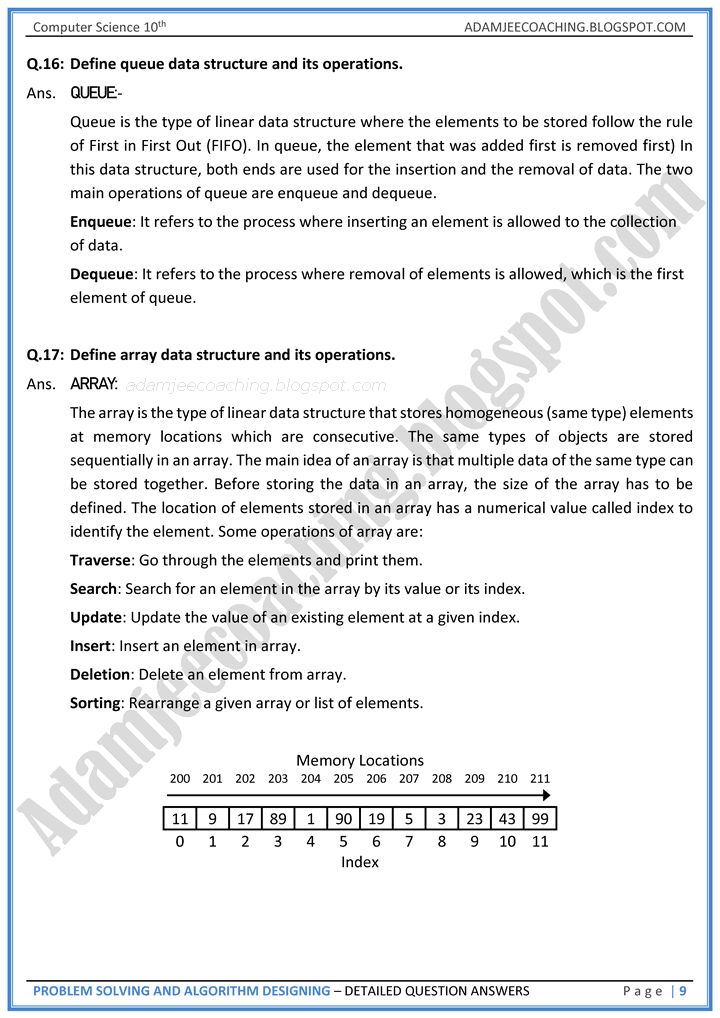 Computer Science 10th
ADAMJEECOACHING.BLOGSPOT.COM
Q.16: Define queue data structure and its operations.
Ans. QUEUE:-
Queue is the type of linear data structure where the elements to be stored follow the rule
of First in First Out (FIFO). In queue, the element that was added first is removed first) In
this data structure, both ends are used for the insertion and the removal of data. The two
main operations of queue are enqueue and dequeue.
Enqueue: It refers to the process where inserting an element is allowed to the collection
of data.
Dequeue: It refers to the process where removal of elements is allowed, which is the first
element of queue.
Q.17: Define array data structure and its operations.
Ans. ARRAY: adamjeecoaching.blogspot.com
The array is the type of linear data structure that stores homogeneous (same type) elements
at memory locations which are consecutive. The same types of objects are stored
sequentially in an array. The main idea of an array is that multiple data of the same type can
be stored together. Before storing the data in an array, the size of the array has to be
defined. The location of elements stored in an array has a numerical value called index to
identify the element. Some operations of array are:
Traverse: Go through the elements and print them.
Search: Search for an element in the array by its value or its index.
Update: Update the value of an existing element at a given index.
Insert: Insert an element in array.
Deletion: Delete an element from array.
Sorting: Rearrange a given array or list of elements.
Memory Locations
200 201 202 203 204 205 206 207 208 209 210 211
11 9 17 89 1 90 19 5 3 23 43 99
0 1 2 3 4 5 6 7 8 9 10 11
Index
Adamjeecoaching.blogspot.com
PROBLEM SOLVING AND ALGORITHM DESIGNING – DETAILED QUESTION ANSWERS
Page | 9